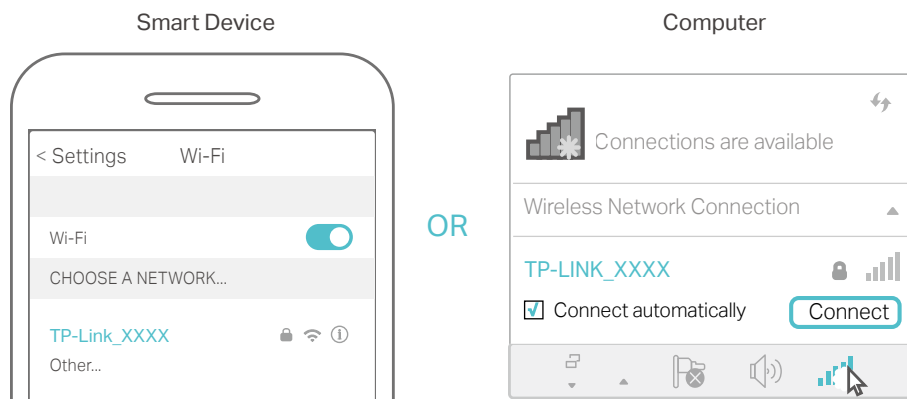 Smart Device
< Settings Wi-Fi
Wi-Fi
CHOOSE A NETWORK...
TP-Link_XXXX
Other...
OR
Computer
Connections are available
Wireless Network Connection
TP-LINK_XXXX
Connect automatically Connect